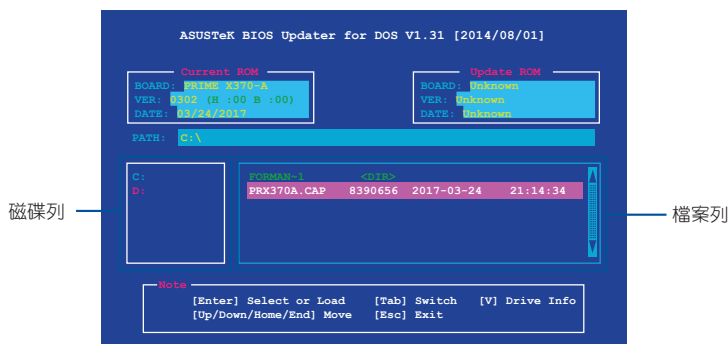 ASUSTeK BIOS Updater for DOS V1.31 [2014/08/01]
Current ROM
BOARD: PRIME X370-A
VER: 0302 (H :00 B :00)
DATE: 03/24/2017
Update ROM
BOARD: Unknown
VER: Unknown
DATE: Unknown
PATH: C:\
磁碟列
C:
D:
FORMAN~1 <DIR>
PRX370A.CAP 8390656 2017-03-24 21:14:34
檔案列
Note
[Enter] Select or Load [Tab] Switch [V] Drive Info
[Up/Down/Home/End] Move [Esc] Exit